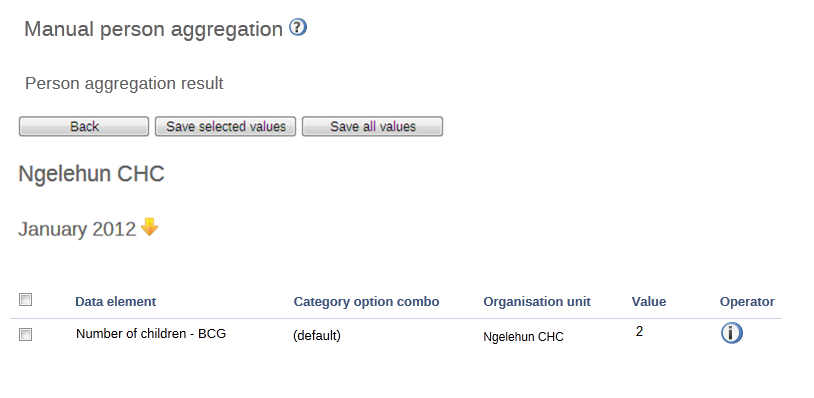 Manual person aggregation ?
Person aggregation result
Back Save selected values Save all values
Ngelehun CHC
January 2012
Data element Category option combo Organisation unit Value Operator
Number of children - BCG (default) Ngelehun CHC 2 i